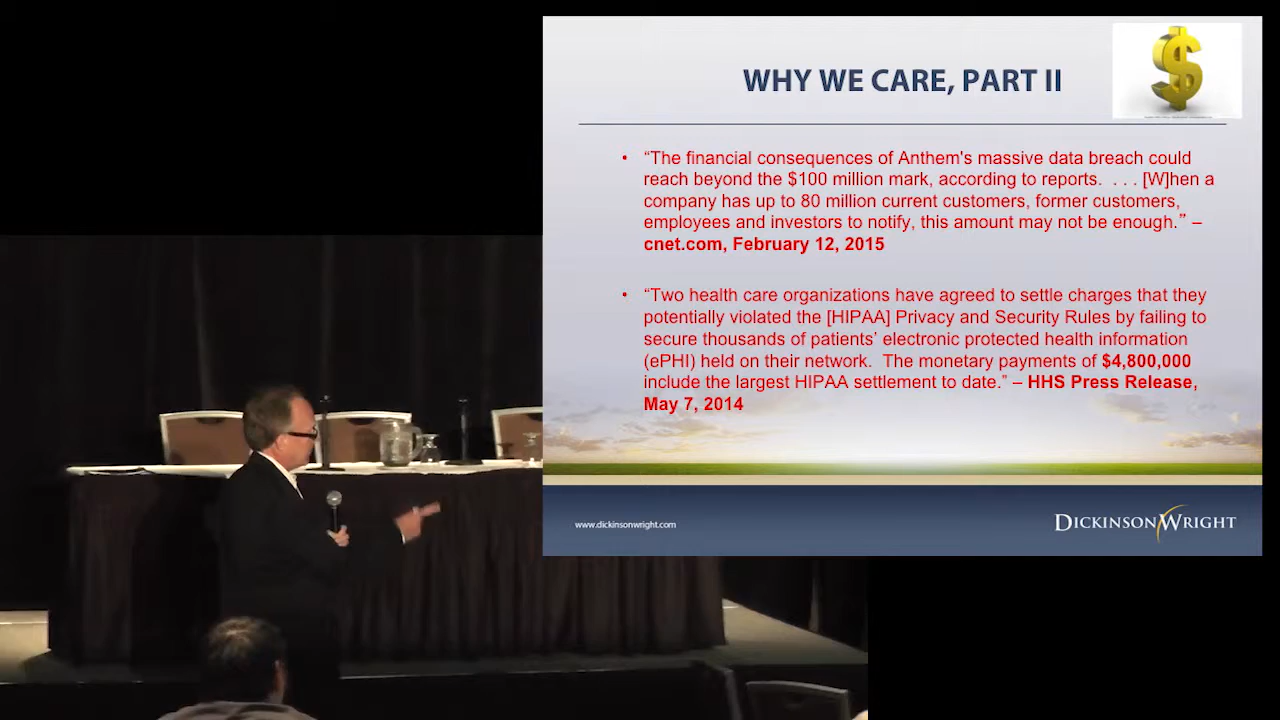 WHY WE CARE, PART II
• “The financial consequences of Anthem's massive data breach could
reach beyond the $100 million mark, according to reports.  . . . [W]hen a
company has up to 80 million current customers, former customers,
employees and investors to notify, this amount may not be enough.” –
cnet.com, February 12, 2015
• “Two health care organizations have agreed to settle charges that they
potentially violated the [HIPAA] Privacy and Security Rules by failing to
secure thousands of patients’ electronic protected health information
(ePHI) held on their network.  The monetary payments of $4,800,000
include the largest HIPAA settlement to date.” – HHS Press Release,
May 7, 2014
www.dickinsonwright.com
DICKINSON WRIGHT